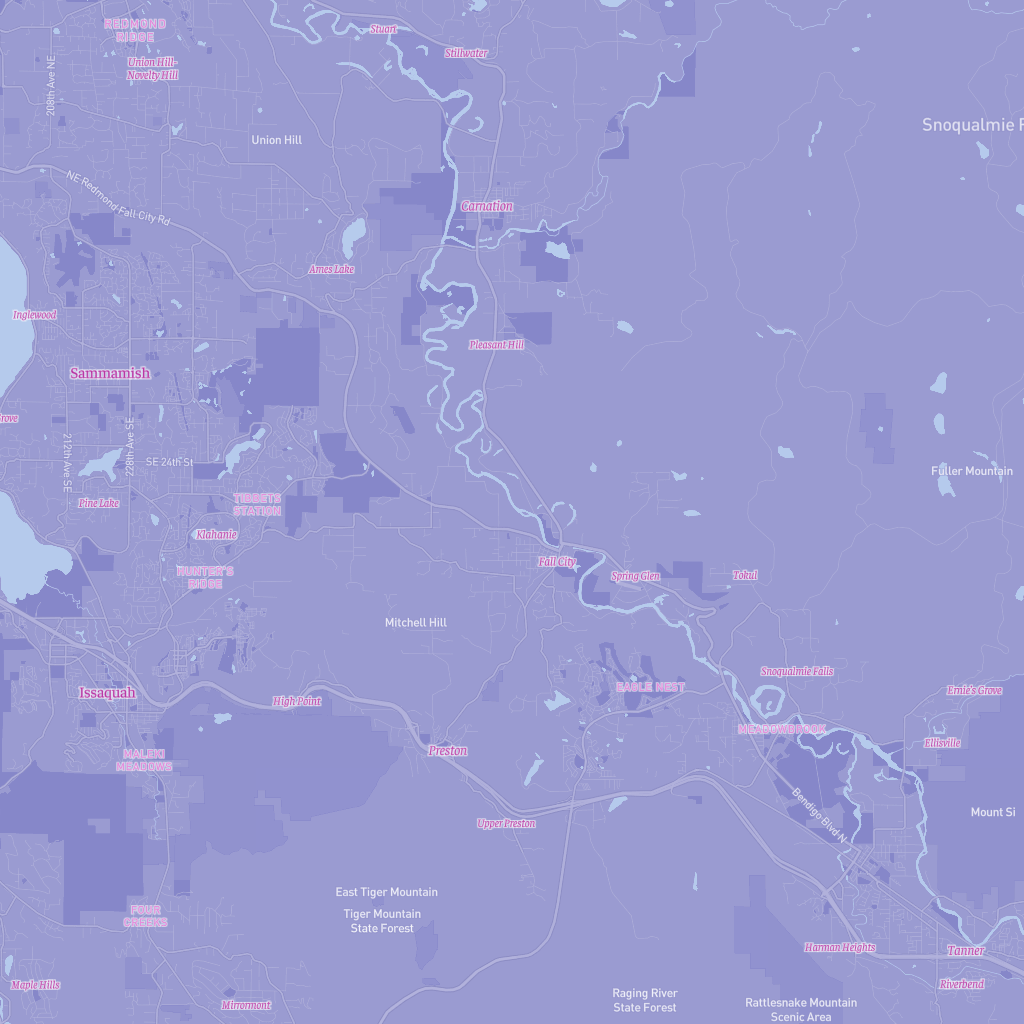 REDMOND
RIDGE
Stuart
Stillwater
Union Hill-
Novelty Hill
208th Ave NE
Union Hill
Snoqualmie
NE Redmond-Fall City Rd
Carnation
Ames Lake
Inglewood
Pleasant Hill
Sammamish
rove
212th Ave SE
228th Ave SE
SE 24th St
Fuller Mountain
Pine Lake
TIBBETS
STATION
Klahanie
HUNTER'S
RIDGE
Fall City
Spring Glen
Tokul
Mitchell Hill
Snoqualmie Falls
EAGLE NEST
Ernie's Grove
Issaquah
High Point
MEADOWBROOK
Ellisville
Preston
MALEKI
MEADOWS
Bendigo Blvd N
Mount Si
Upper Preston
East Tiger Mountain
Tiger Mountain
State Forest
FOUR
CREEKS
Harman Heights
Tanner
Maple Hills
Riverbend
Mirrormont
Raging River
State Forest
Rattlesnake Mountain
Scenic Area